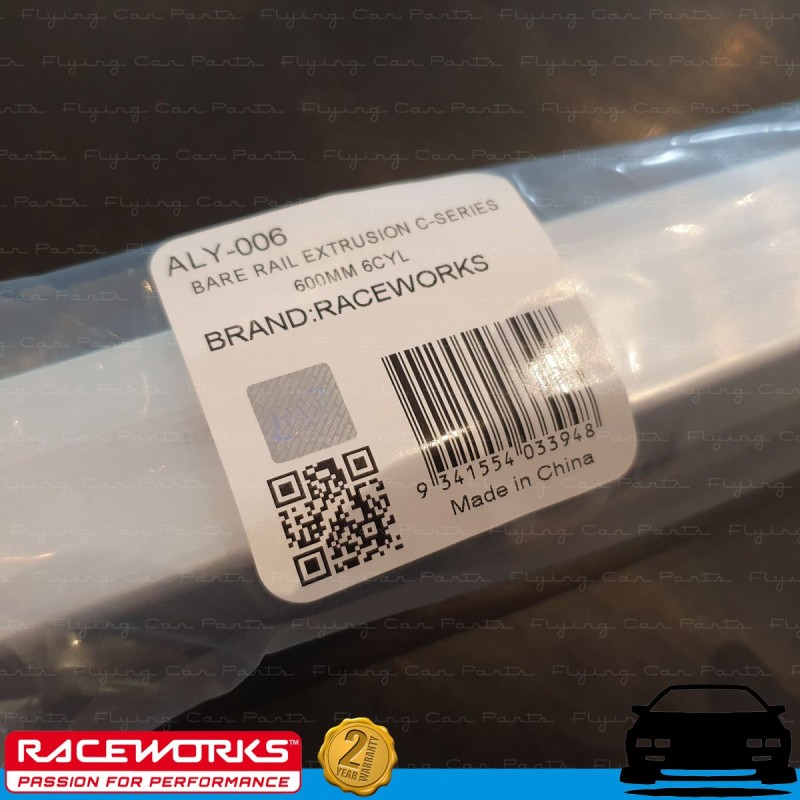 Flying Car Parts
ALY-006
BARE RAIL EXTRUSION C-SERIES
600MM 6CYL
BRAND:RACEWORKS
9 341554 033948
Made in China
RACEWORKS™
PASSION FOR PERFORMANCE
2
YEAR WARRANTY